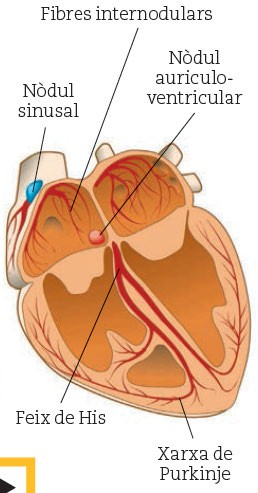 Fibres internodulars
Nòdul
auriculo-
ventricular
Nòdul
sinusal
Feix de His
Xarxa de
Purkinje